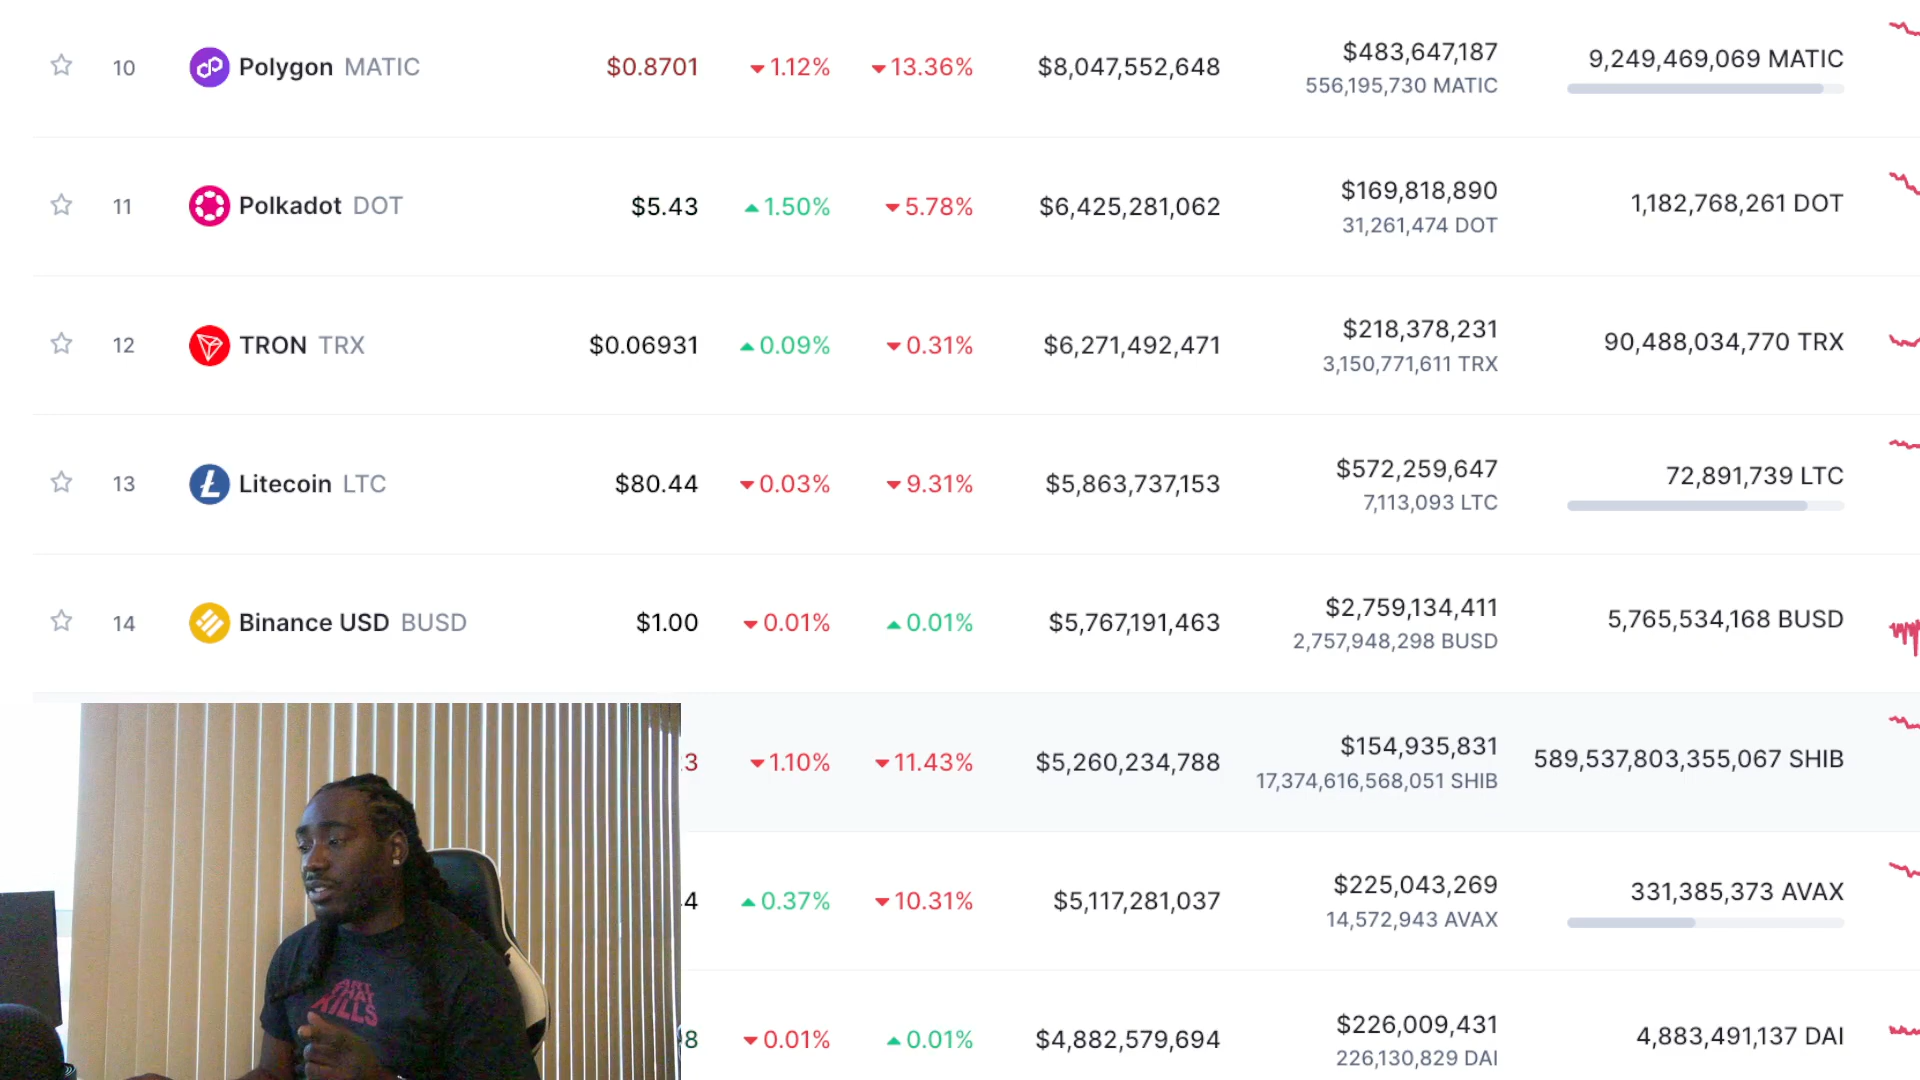 10 Polygon MATIC $0.8701 1.12% 13.36% $8,047,552,648 $483,647,187 9,249,469,069 MATIC
556,195,730 MATIC
11 Polkadot DOT $5.43 1.50% 5.78% $6,425,281,062 $169,818,890 1,182,768,261 DOT
31,261,474 DOT
12 TRON TRX $0.06931 0.09% 0.31% $6,271,492,471 $218,378,231 90,488,034,770 TRX
3,150,771,611 TRX
13 Litecoin LTC $80.44 0.03% 9.31% $5,863,737,153 $572,259,647 72,891,739 LTC
7,113,093 LTC
14 Binance USD BUSD $1.00 0.01% 0.01% $5,767,191,463 $2,759,134,411 5,765,534,168 BUSD
2,757,948,298 BUSD
3 1.10% 11.43% $5,260,234,788 $154,935,831 589,537,803,355,067 SHIB
17,374,616,568,051 SHIB
4 0.37% 10.31% $5,117,281,037 $225,043,269 331,385,373 AVAX
14,572,943 AVAX
8 0.01% 0.01% $4,882,579,694 $226,009,431 4,883,491,137 DAI
226,130,829 DAI
THAT
KILLS